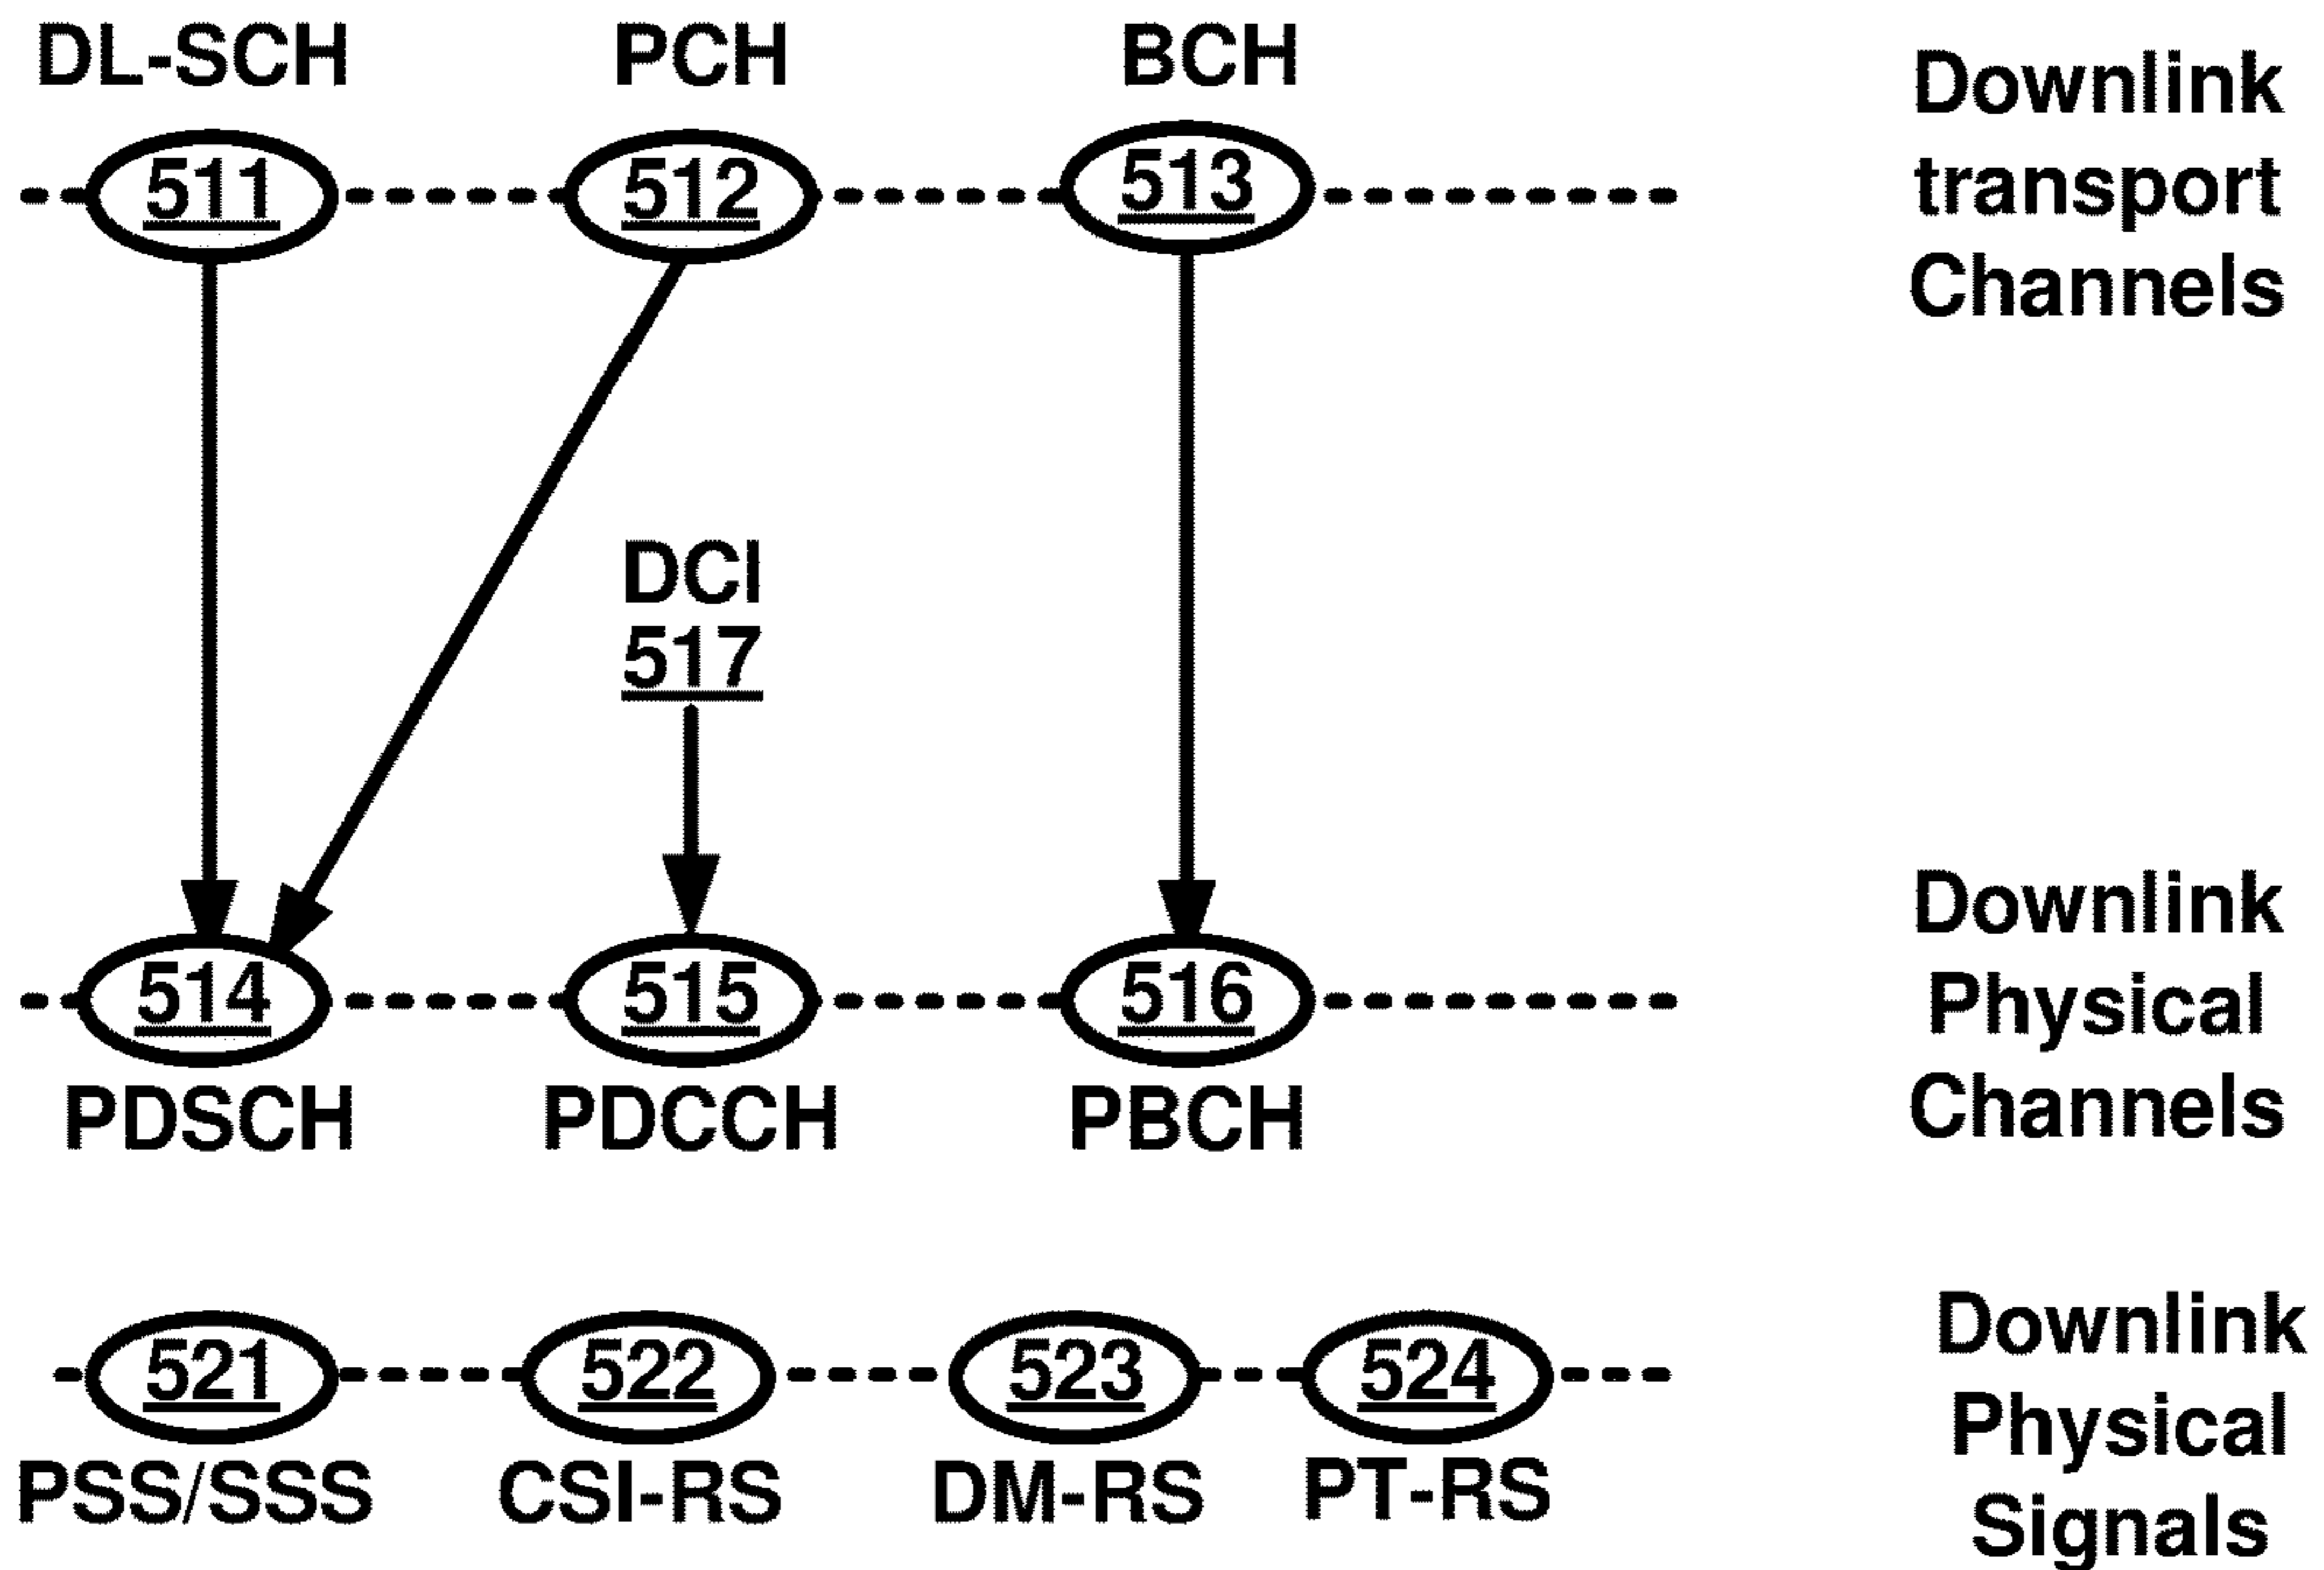 DL-SCH PCH BCH
511 512 513
Downlink
transport
Channels
DCI
517
514 515 516
PDSCH PDCCH PBCH
Downlink
Physical
Channels
521 522 523 524
PSS/SSS CSI-RS DM-RS PT-RS
Downlink
Physical
Signals